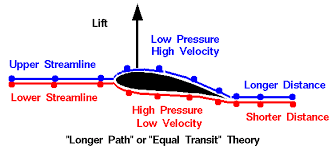 Lift
Low Pressure
High Velocity
Upper Streamline
Lower Streamline
Longer Distance
Shorter Distance
High Pressure
Low Velocity
"Longer Path" or "Equal Transit" Theory